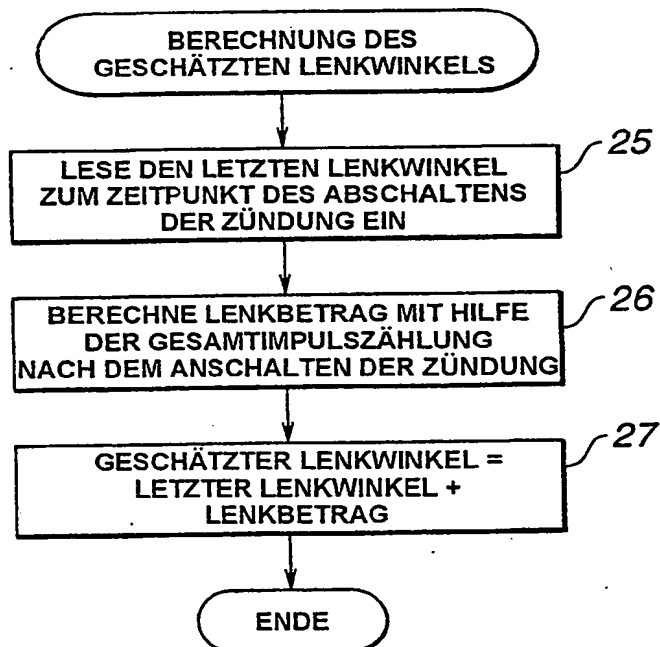 BERECHNUNG DES
GESCHÄTZTEN LENKWINKELS
25
LESE DEN LETZTEN LENKWINKEL
ZUM ZEITPUNKT DES ABSCHALTENS
DER ZÜNDUNG EIN
26
BERECHNE LENKBETRAG MIT HILFE
DER GESAMTIMPULSZÄHLUNG
NACH DEM ANSCHALTEN DER ZÜNDUNG
27
GESCHÄTZTER LENKWINKEL =
LETZTER LENKWINKEL +
LENKBETRAG
ENDE